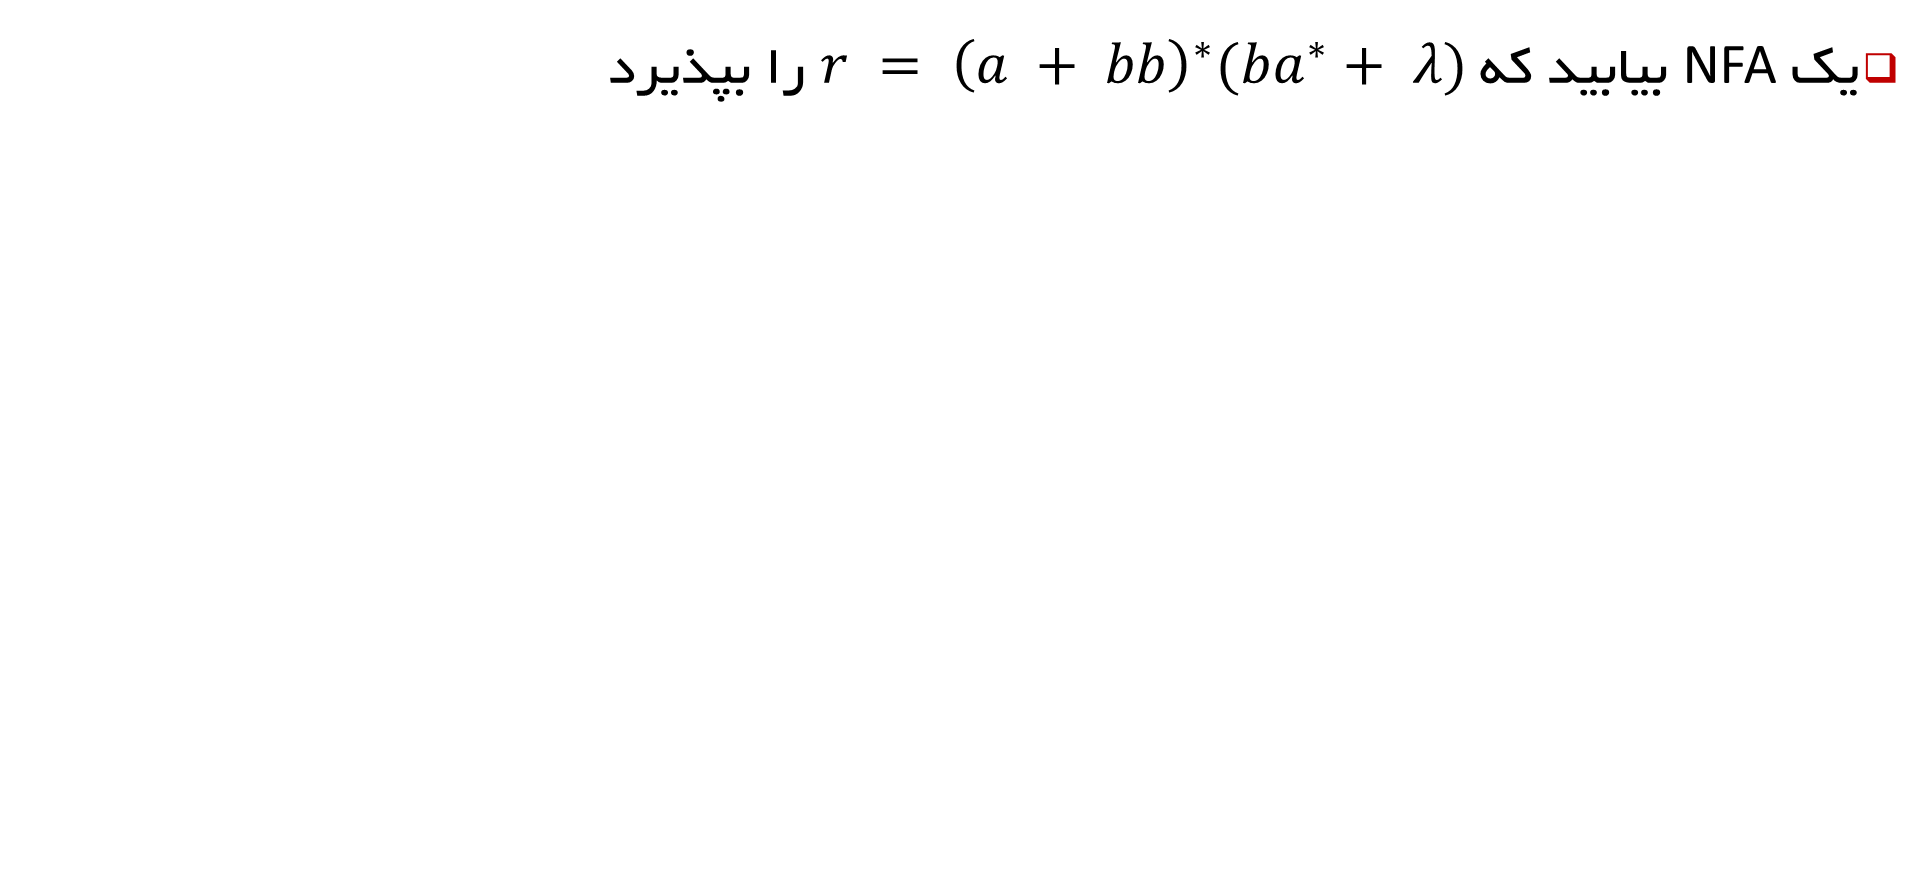 ❑یک NFA بیابید که r = (a + bb)*(ba* + λ) را بپذیرد